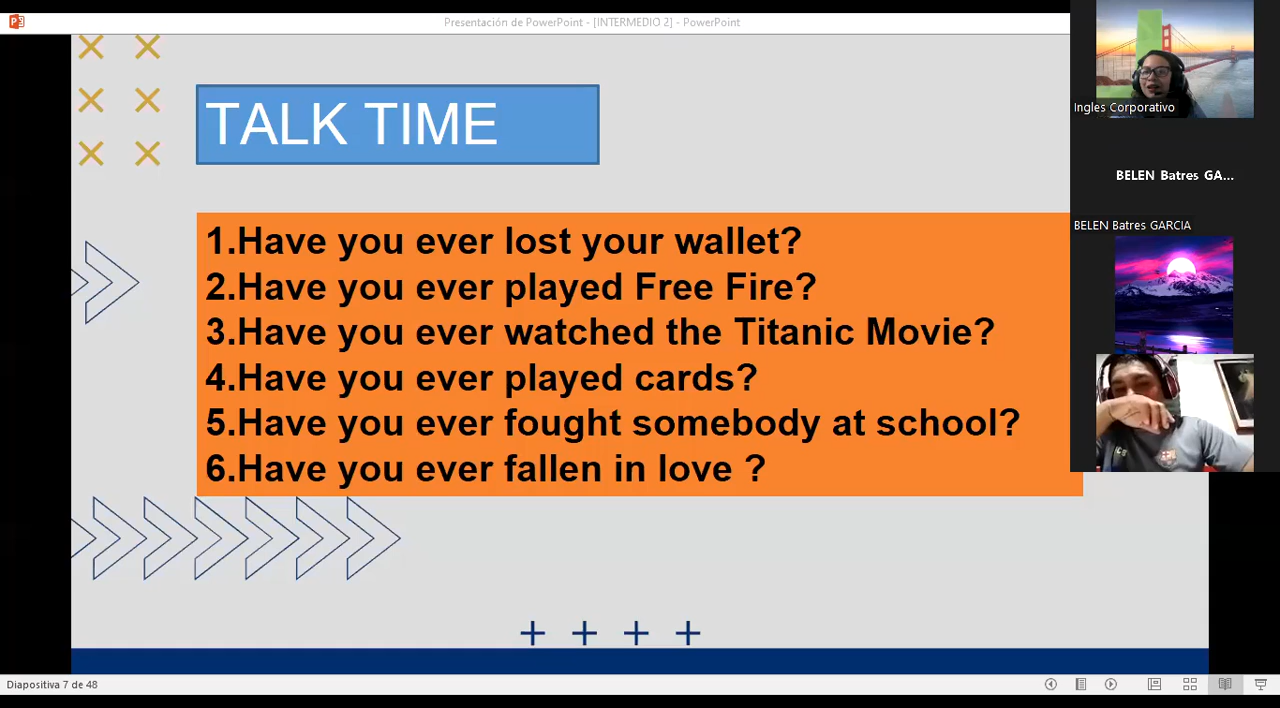 Presentación de PowerPoint - [INTERMEDIO 2] - PowerPoint
TALK TIME
1.Have you ever lost your wallet?
2.Have you ever played Free Fire?
3.Have you ever watched the Titanic Movie?
4.Have you ever played cards?
5.Have you ever fought somebody at school?
6.Have you ever fallen in love ?
Ingles Corporativo
BELEN Batres GA...
BELEN Batres GARCIA
Diapositiva 7 de 48